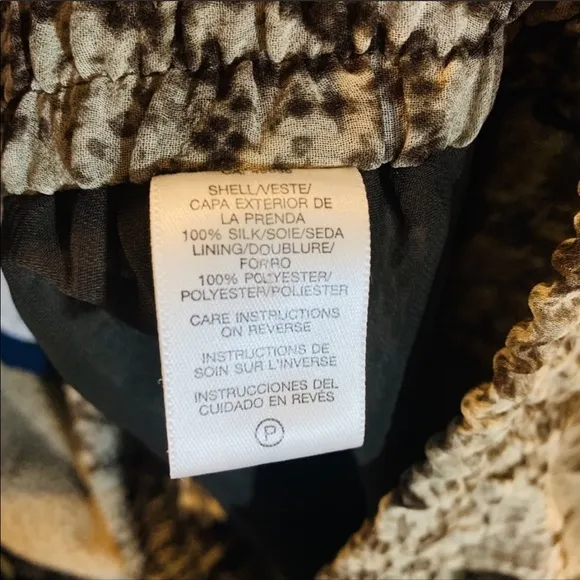 SHELL/VESTE/
CAPA EXTERIOR DE
LA PRENDA
100% SILK/SOIE/SEDA
LINING/DOUBLURE/
FORRO
100% POLYESTER/
POLYESTER/POLIESTER
CARE INSTRUCTIONS
ON REVERSE
INSTRUCTIONS DE
SOIN SUR L'INVERSE
INSTRUCCIONES DEL
CUIDADO EN REVÉS
P